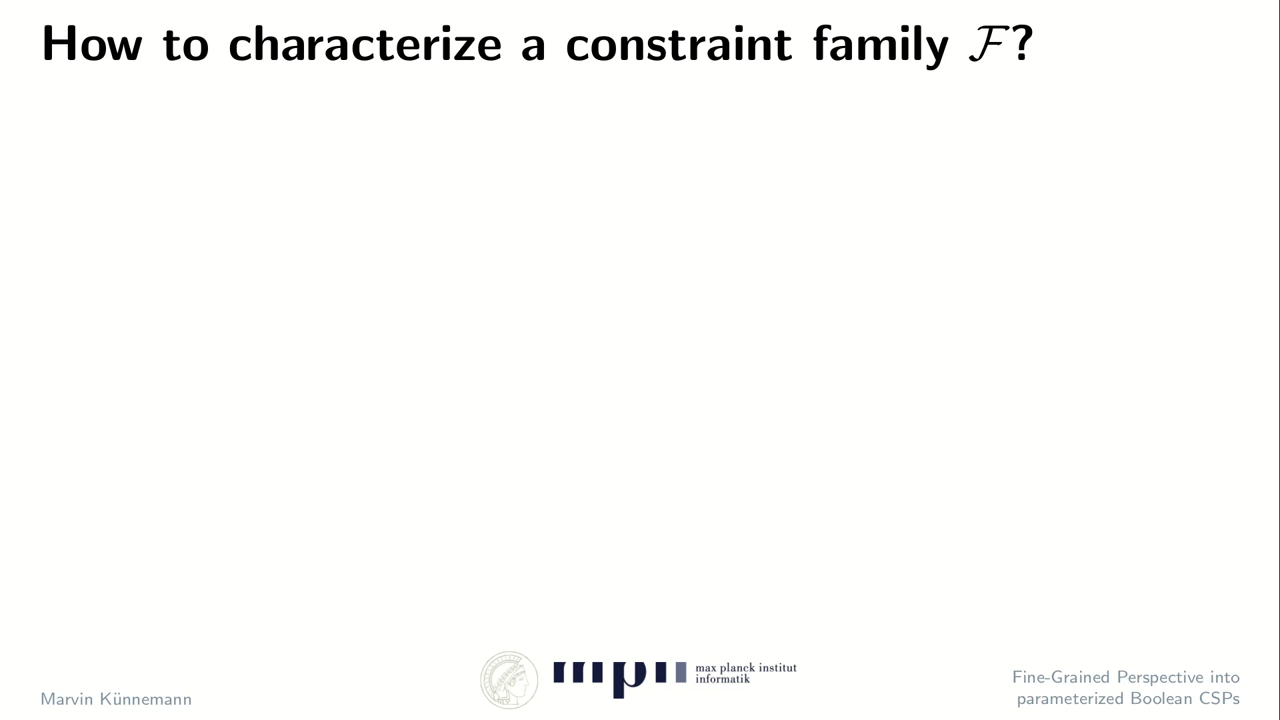 How to characterize a constraint family ℱ?
max planck institut
informatik
Marvin Künnemann
Fine-Grained Perspective into
parameterized Boolean CSPs